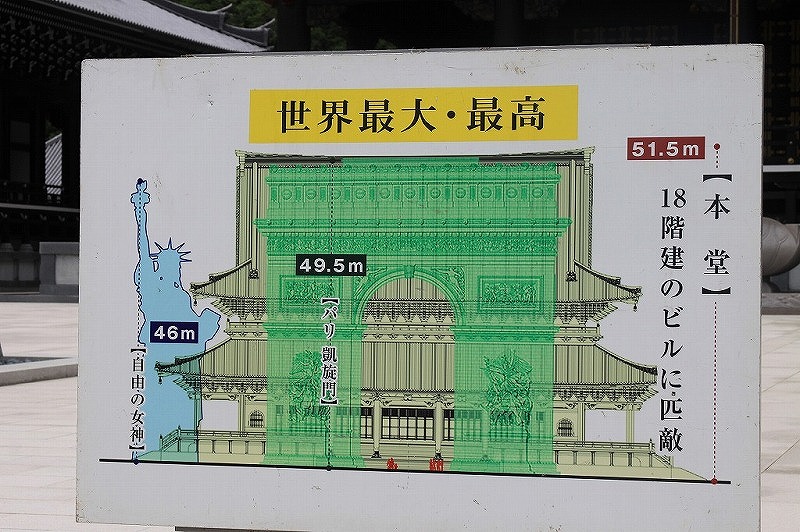 世界最大・最高
51.5m
【本堂】
18階建のビルに匹敵
49.5m
【パリ凱旋門】
46m
【自由の女神】